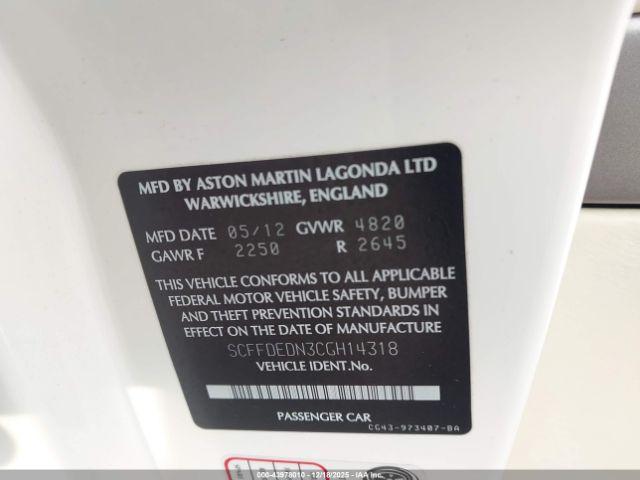 MFD BY ASTON MARTIN LAGONDA LTD
WARWICKSHIRE, ENGLAND
MFD DATE 05/12 GVWR 4820
GAWR F 2250 R 2645
THIS VEHICLE CONFORMS TO ALL APPLICABLE
FEDERAL MOTOR VEHICLE SAFETY, BUMPER
AND THEFT PREVENTION STANDARDS IN
EFFECT ON THE DATE OF MANUFACTURE
SCFFDEDN3CGH14318
VEHICLE IDENT.No.
PASSENGER CAR
CG43-973407-BA
000-43978010 - 12/18/2025 - IAAI.COM